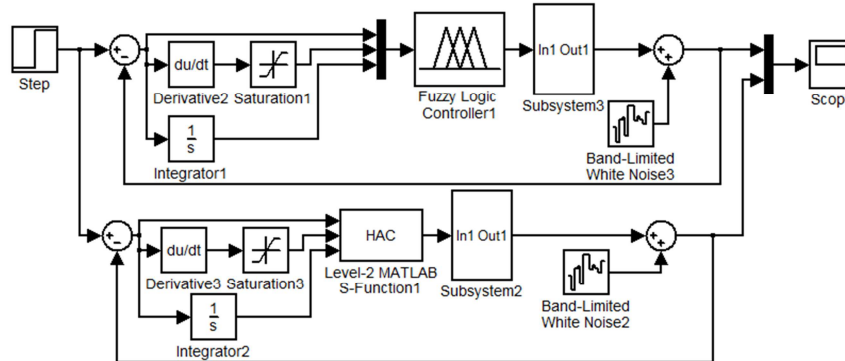 Step
du/dt
Derivative2
Saturation1
1
s
Integrator1
Fuzzy Logic
Controller1
In1 Out1
Subsystem3
Band-Limited
White Noise3
Scop
du/dt
Derivative3
Saturation3
1
s
Integrator2
HAC
Level-2 MATLAB
S-Function1
In1 Out1
Subsystem2
Band-Limited
White Noise2